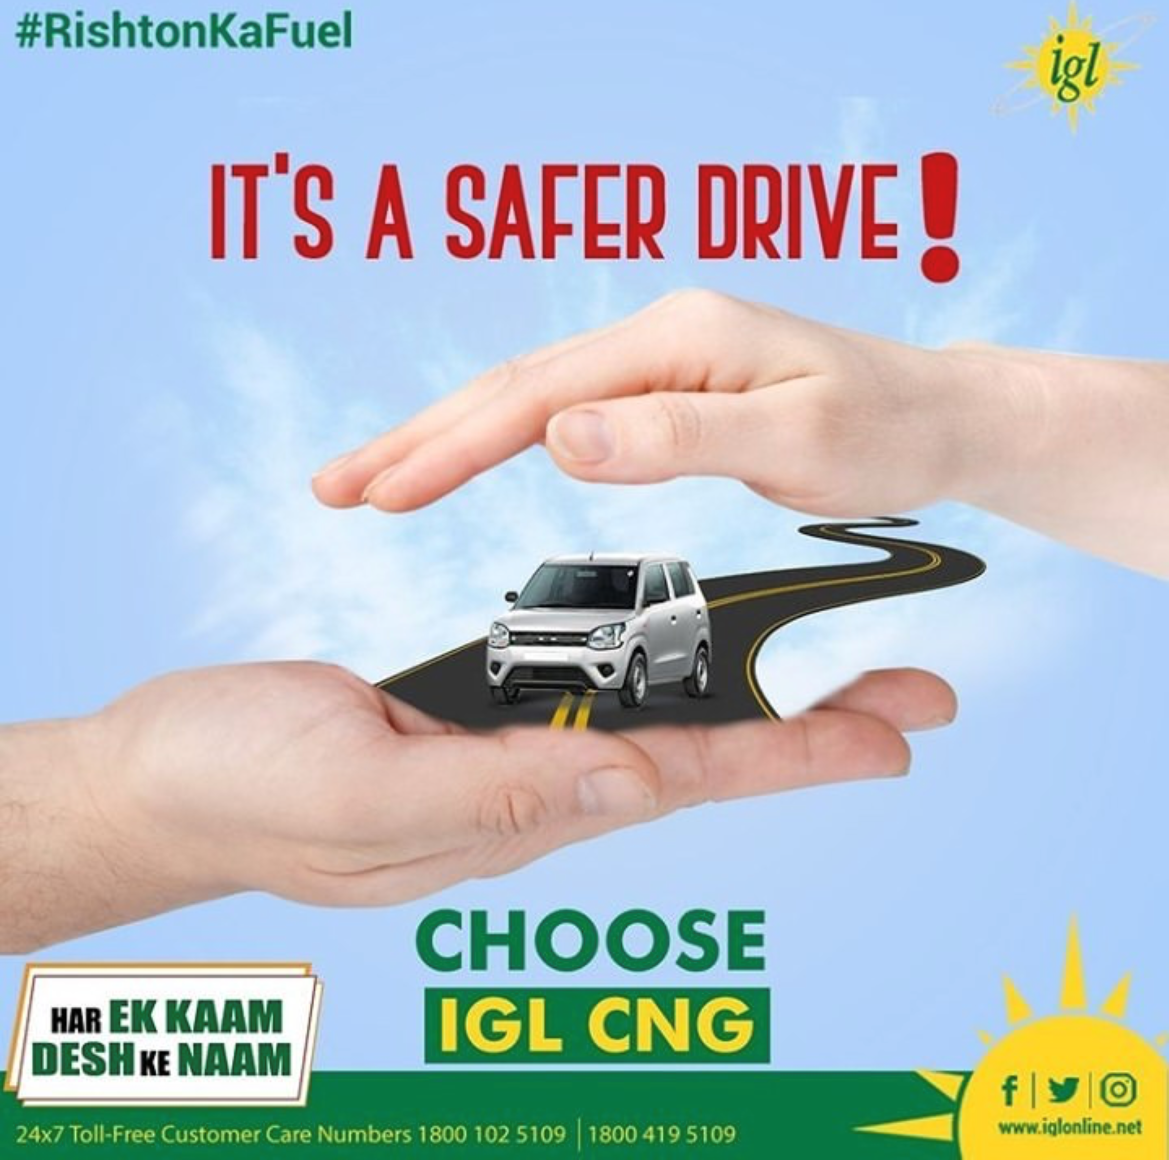 #RishtonKaFuel
igl
IT'S A SAFER DRIVE!
CHOOSE
IGL CNG
HAR EK KAAM
DESH KE NAAM
24x7 Toll-Free Customer Care Numbers 1800 102 5109 | 1800 419 5109
www.iglonline.net